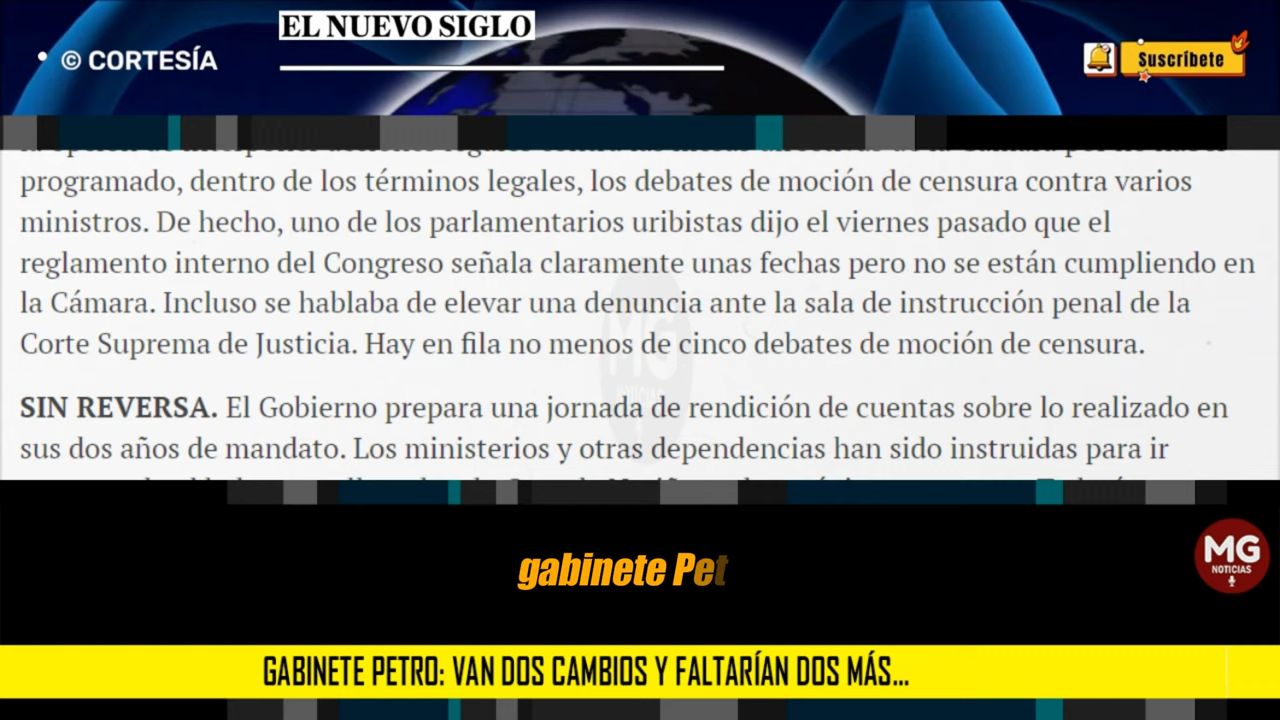 EL NUEVO SIGLO
© CORTESÍA
Suscríbete
programado, dentro de los términos legales, los debates de moción de censura contra varios
ministros. De hecho, uno de los parlamentarios uribistas dijo el viernes pasado que el
reglamento interno del Congreso señala claramente unas fechas pero no se están cumpliendo en
la Cámara. Incluso se hablaba de elevar una denuncia ante la sala de instrucción penal de la
Corte Suprema de Justicia. Hay en fila no menos de cinco debates de moción de censura.
SIN REVERSA. El Gobierno prepara una jornada de rendición de cuentas sobre lo realizado en
sus dos años de mandato. Los ministerios y otras dependencias han sido instruidas para ir
gabinete Pet
MG
NOTICIAS
GABINETE PETRO: VAN DOS CAMBIOS Y FALTARÍAN DOS MÁS...